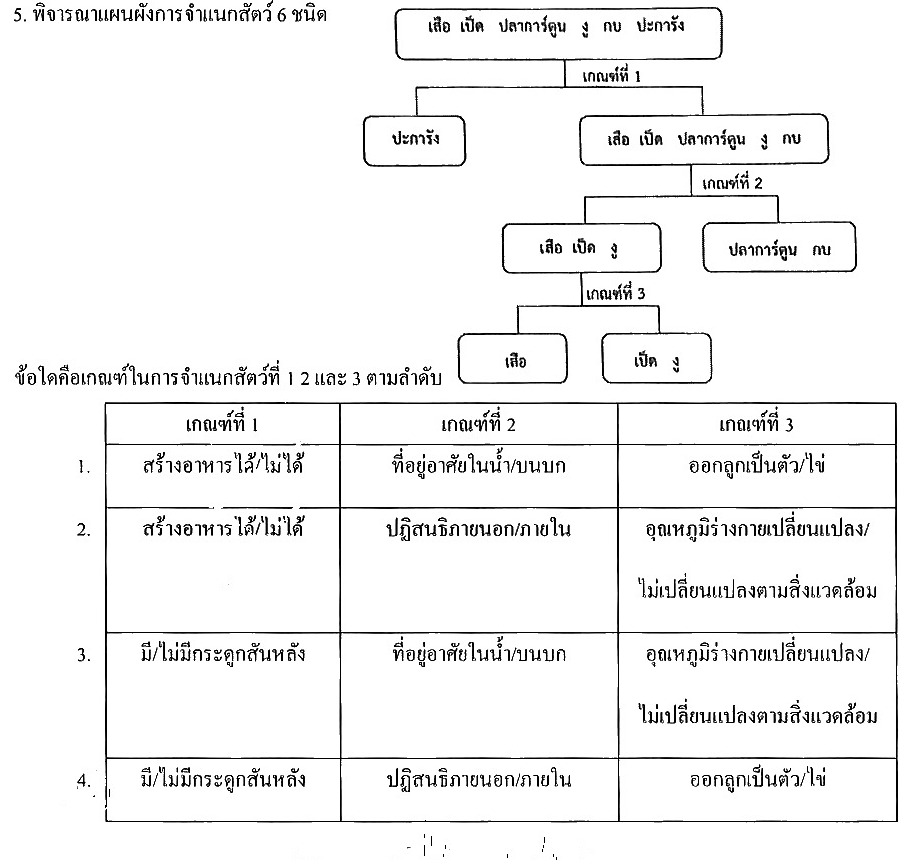 5. พิจารณาแผนผังการจำแนกสัตว์ 6 ชนิด
เสือ เป็ด ปลาการ์ตูน งู กบ ปะการัง
เกณฑ์ที่ 1
ปะการัง
เสือ เป็ด ปลาการ์ตูน งู กบ
เกณฑ์ที่ 2
เสือ เป็ด งู
ปลาการ์ตูน กบ
เกณฑ์ที่ 3
เสือ
เป็ด งู
ข้อใดคือเกณฑ์ในการจำแนกสัตว์ที่ 1 2 และ 3 ตามลำดับ
เกณฑ์ที่ 1 เกณฑ์ที่ 2 เกณฑ์ที่ 3
1. สร้างอาหารได้/ไม่ได้ ที่อยู่อาศัยในน้ำ/บนบก ออกลูกเป็นตัว/ไข่
2. สร้างอาหารได้/ไม่ได้ ปฏิสนธิภายนอก/ภายใน อุณหภูมิร่างกายเปลี่ยนแปลง/
ไม่เปลี่ยนแปลงตามสิ่งแวดล้อม
3. มี/ไม่มีกระดูกสันหลัง ที่อยู่อาศัยในน้ำ/บนบก อุณหภูมิร่างกายเปลี่ยนแปลง/
ไม่เปลี่ยนแปลงตามสิ่งแวดล้อม
4. มี/ไม่มีกระดูกสันหลัง ปฏิสนธิภายนอก/ภายใน ออกลูกเป็นตัว/ไข่